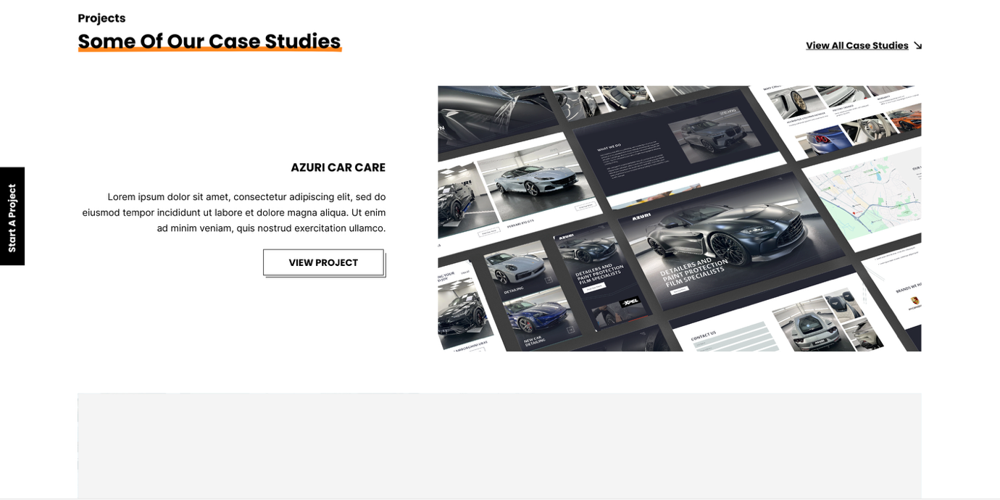 Projects
Some Of Our Case Studies
View All Case Studies
Start A Project
AZURI CAR CARE
Lorem ipsum dolor sit amet, consectetur adipiscing elit, sed do
eiusmod tempor incididunt ut labore et dolore magna aliqua. Ut enim
ad minim veniam, quis nostrud exercitation ullamco.
VIEW PROJECT
WHAT WE DO
FERRARI
AZURI
DETAILERS AND
PAINT PROTECTION
FILM SPECIALISTS
AZURI
DETAILERS AND
PAINT PROTECTION
FILM SPECIALISTS
XPEL
DETAILING
NEW CAR
DETAILING
CONTACT US